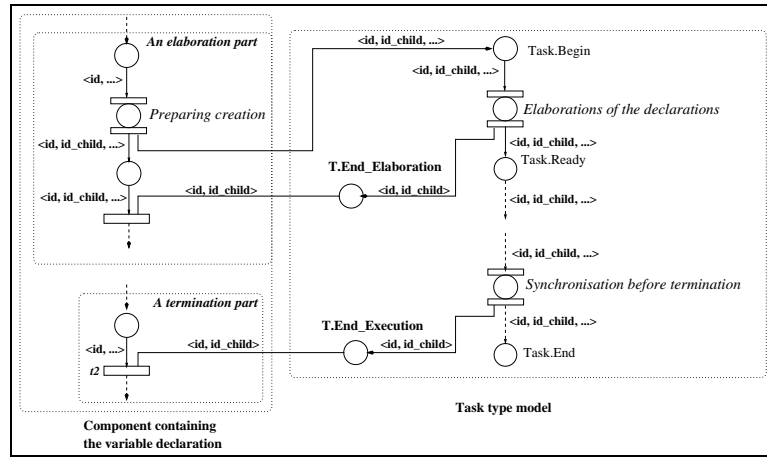 An elaboration part
<id, id_child, ...>
Task.Begin
<id, ...>
<id, id_child, ...>
Preparing creation
Elaborations of the declarations
<id, id_child, ...>
<id, id_child, ...>
T.End_Elaboration
Task.Ready
<id, id_child, ...>
<id, id_child>
<id, id_child>
<id, id_child, ...>
<id, id_child, ...>
Synchronisation before termination
A termination part
T.End_Execution
<id, id_child, ...>
<id, ...>
<id, id_child>
<id, id_child>
Task.End
t2
Task type model
Component containing
the variable declaration